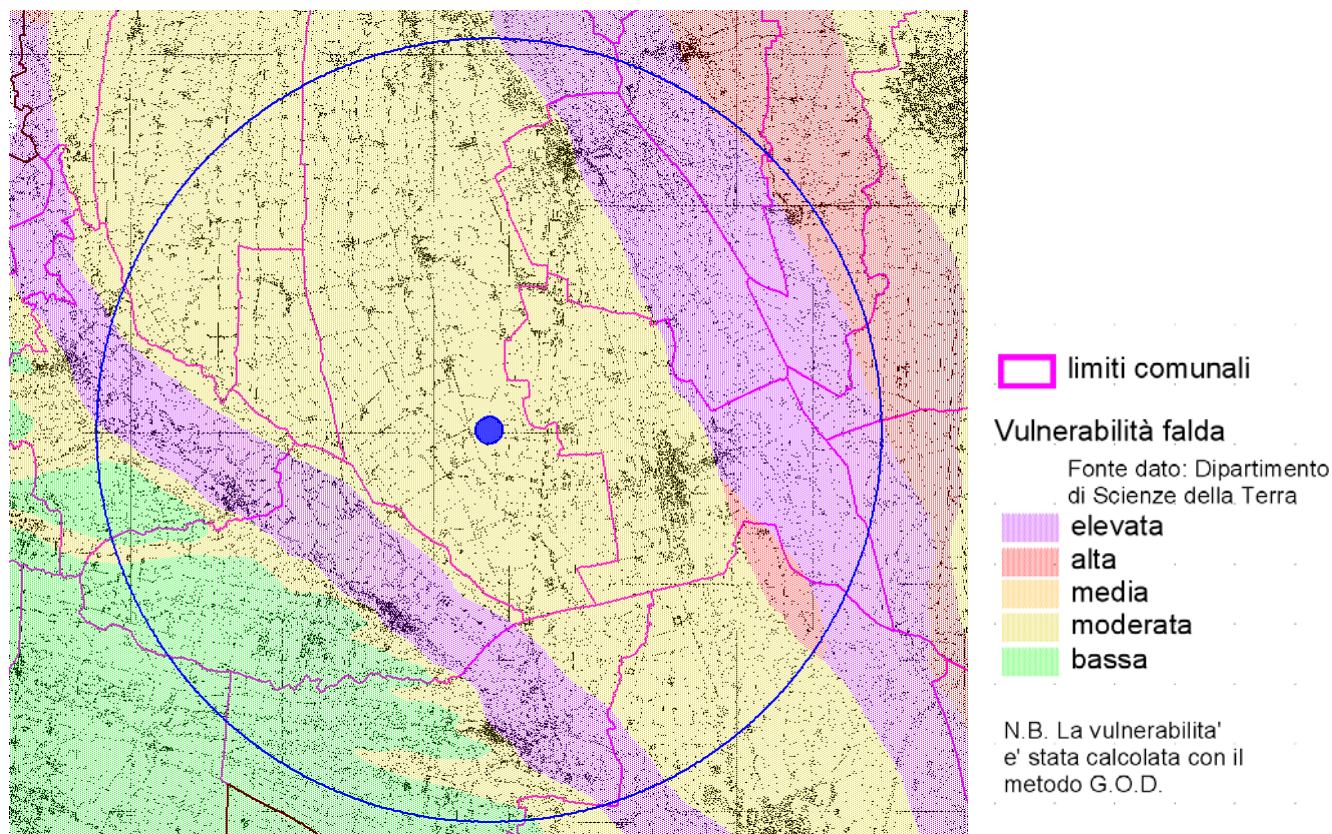 limiti comunali
Vulnerabilità falda
Fonte dato: Dipartimento
di Scienze della Terra
elevata
alta
media
moderata
bassa
N.B. La vulnerabilita'
e' stata calcolata con il
metodo G.O.D.